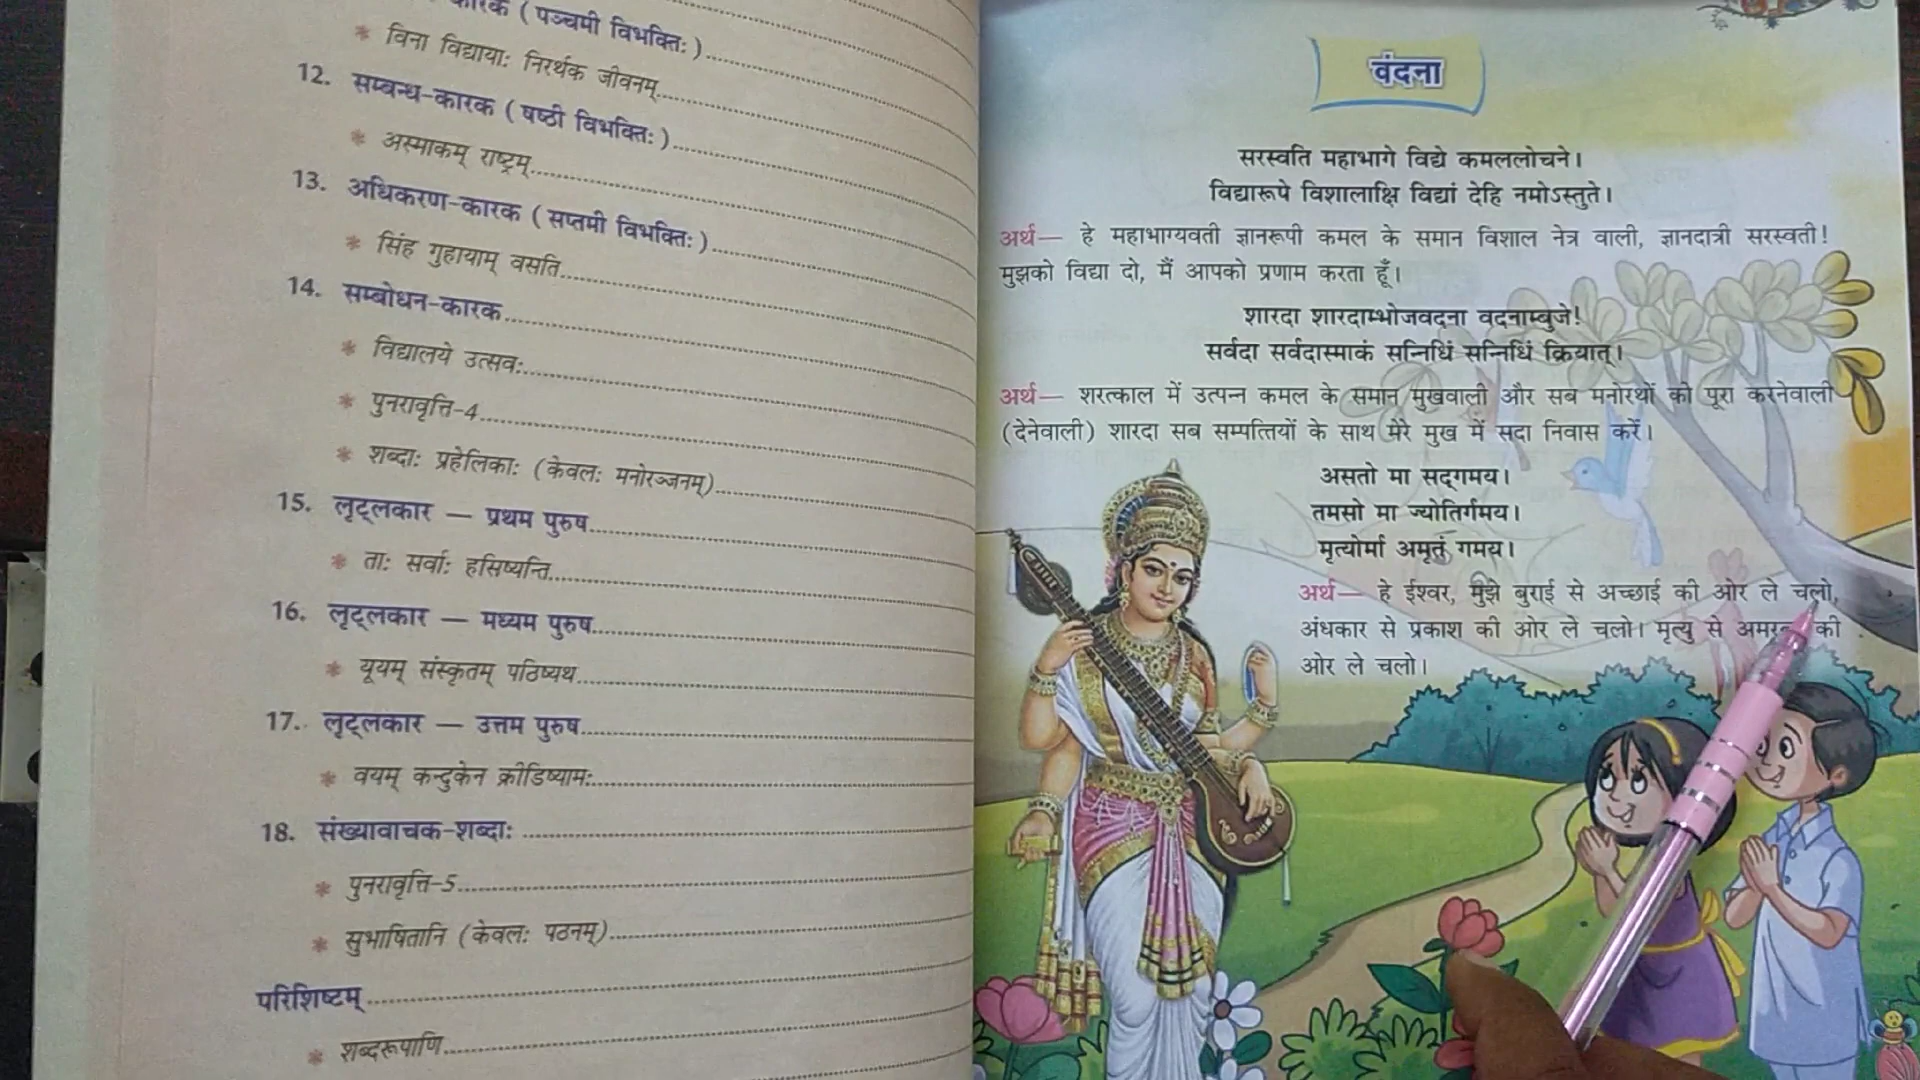 कारक ( पञ्चमी विभक्तिः )
* विना विद्यायाः निरर्थक जीवनम्
12. सम्बन्ध-कारक ( षष्ठी विभक्तिः )
* अस्माकम् राष्ट्रम्
13. अधिकरण-कारक ( सप्तमी विभक्तिः )
* सिंह गुहायाम् वसति
14. सम्बोधन-कारक
* विद्यालये उत्सवः
* पुनरावृत्ति-4
* शब्दाः प्रहेलिकाः (केवलः मनोरञ्जनम्)
15. लृट्लकार — प्रथम पुरुष
* ताः सर्वाः हसिष्यन्ति
16. लृट्लकार — मध्यम पुरुष
* यूयम् संस्कृतम् पठिष्यथ
17. लृट्लकार — उत्तम पुरुष
* वयम् कन्दुकेन क्रीडिष्यामः
18. संख्यावाचक-शब्दाः
* पुनरावृत्ति-5
* सुभाषितानि (केवलः पठनम्)
परिशिष्टम्
* शब्दरूपाणि
वंदना
सरस्वति महाभागे विद्ये कमललोचने।
विद्यारूपे विशालाक्षि विद्यां देहि नमोऽस्तुते।
अर्थ— हे महाभाग्यवती ज्ञानरूपी कमल के समान विशाल नेत्र वाली, ज्ञानदात्री सरस्वती!
मुझको विद्या दो, मैं आपको प्रणाम करता हूँ।
शारदा शारदाम्भोजवदना वदनाम्बुजे!
सर्वदा सर्वदास्माकं सन्निधिं सन्निधिं क्रियात्।
अर्थ— शरत्काल में उत्पन्न कमल के समान मुखवाली और सब मनोरथों को पूरा करनेवाली
(देनेवाली) शारदा सब सम्पत्तियों के साथ मेरे मुख में सदा निवास करें।
असतो मा सद्गमय।
तमसो मा ज्योतिर्गमय।
मृत्योर्मा अमृतं गमय।
अर्थ— हे ईश्वर, मुझे बुराई से अच्छाई की ओर ले चलो,
अंधकार से प्रकाश की ओर ले चलो। मृत्यु से की
ओर ले चलो।